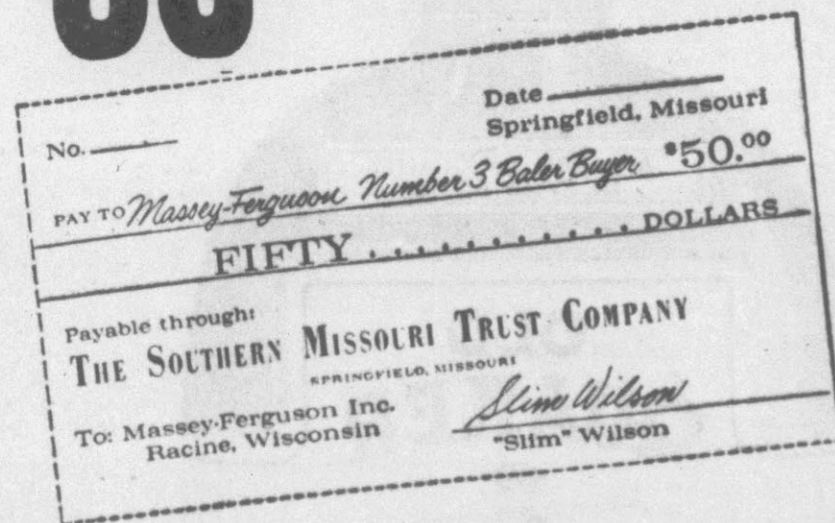 No.
Date
Springfield, Missouri
PAY TO Massey-Ferguson Number 3 Baler Buyer $50.00
FIFTY . . . . . . . . . . . DOLLARS
Payable through:
THE SOUTHERN MISSOURI TRUST COMPANY
SPRINGFIELD, MISSOURI
To: Massey-Ferguson Inc.
Racine, Wisconsin
Slim Wilson
"Slim" Wilson